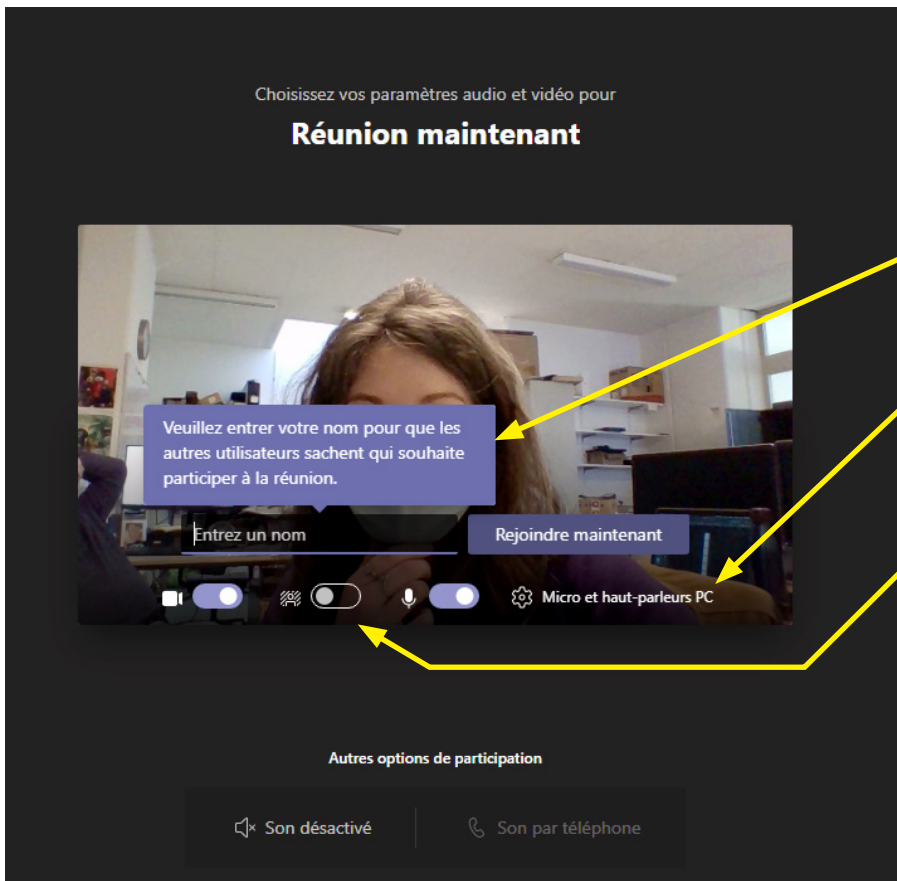 Choisissez vos paramètres audio et vidéo pour
Réunion maintenant
Veuillez entrer votre nom pour que les
autres utilisateurs sachent qui souhaite
participer à la réunion.
Entrez un nom
Rejoindre maintenant
Micro et haut-parleurs PC
Autres options de participation
Son désactivé
Son par téléphone